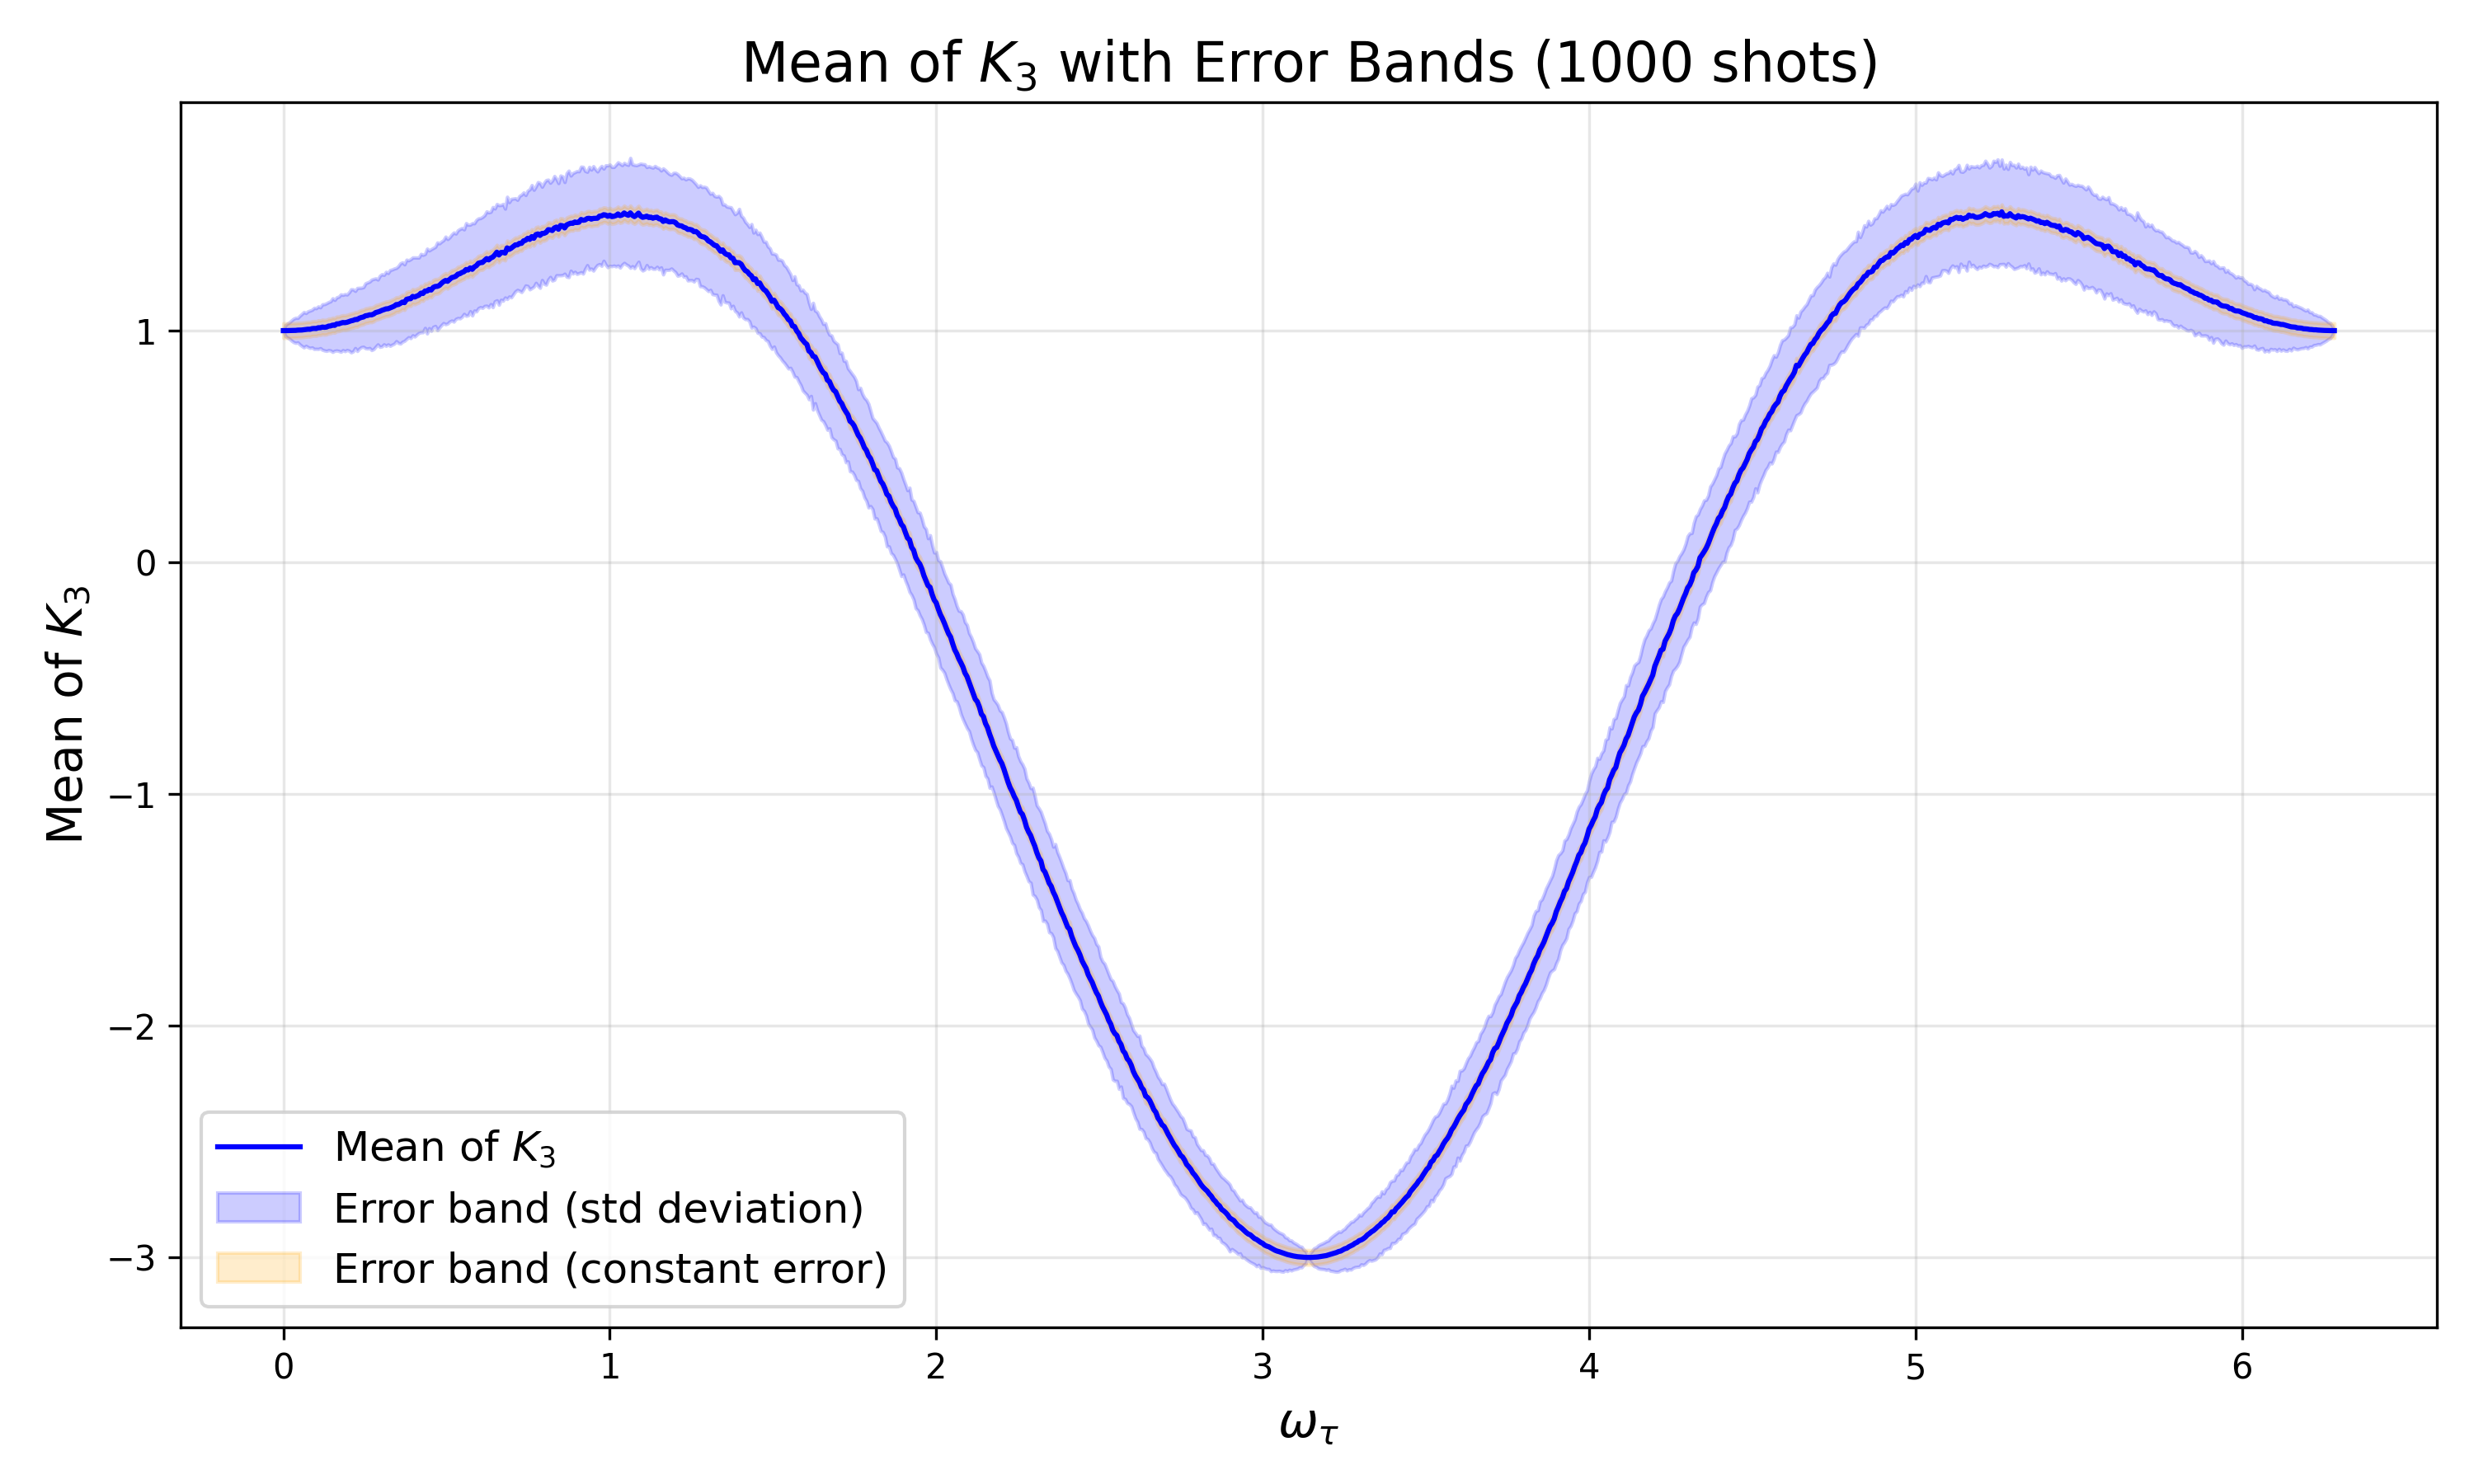 Mean of K₃ with Error Bands (1000 shots)
Mean of K₃
1
0
−1
−2
−3
Mean of K₃
Error band (std deviation)
Error band (constant error)
0 1 2 3 4 5 6
ω_τ